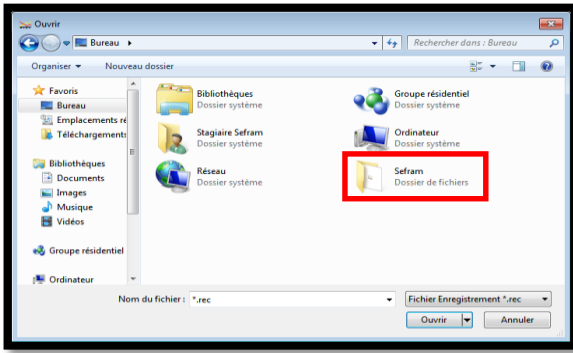 Ouvrir
Bureau
Rechercher dans : Bureau
Organiser
Nouveau dossier
Favoris
Bureau
Emplacements ré
Téléchargements
Bibliothèques
Documents
Images
Musique
Vidéos
Groupe résidentiel
Ordinateur
Bibliothèques
Dossier système
Groupe résidentiel
Dossier système
Stagiaire Sefram
Dossier système
Ordinateur
Dossier système
Réseau
Dossier système
Sefram
Dossier de fichiers
Nom du fichier : *.rec
Fichier Enregistrement *.rec
Ouvrir
Annuler